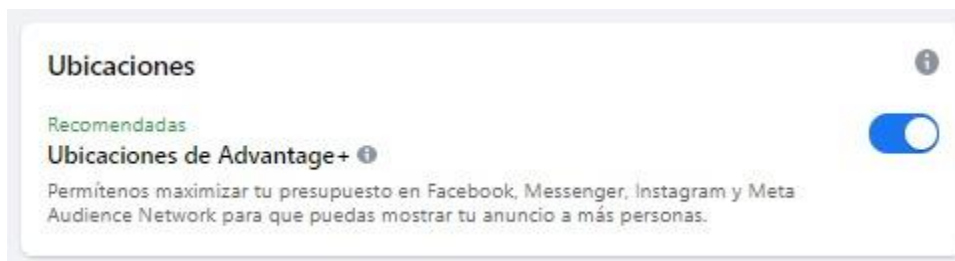 Ubicaciones
Recomendadas
Ubicaciones de Advantage+
Permítenos maximizar tu presupuesto en Facebook, Messenger, Instagram y Meta
Audience Network para que puedas mostrar tu anuncio a más personas.